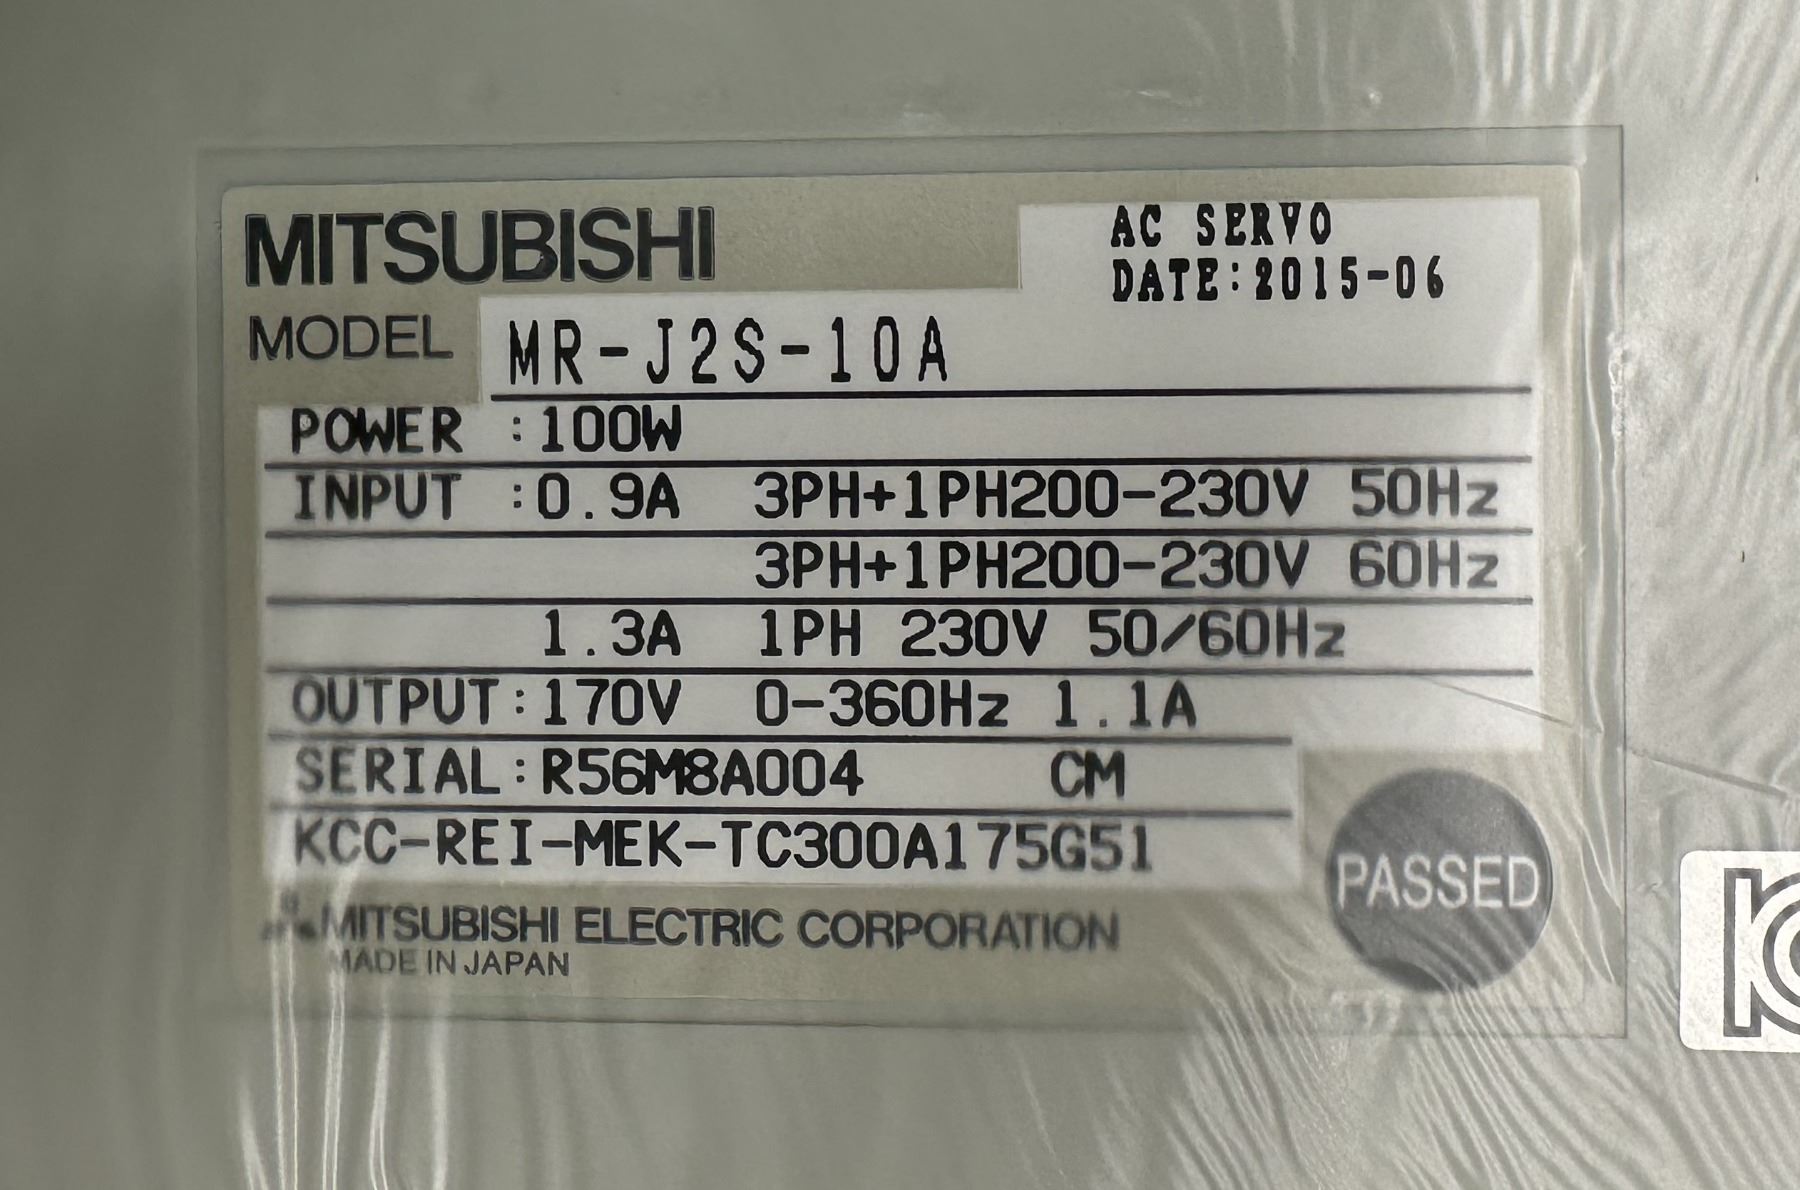 MITSUBISHI
AC SERVO
DATE:2015-06
MODEL MR-J2S-10A
POWER :100W
INPUT :0.9A 3PH+1PH200-230V 50Hz
3PH+1PH200-230V 60Hz
1.3A 1PH 230V 50/60Hz
OUTPUT:170V 0-360Hz 1.1A
SERIAL:R56M8A004 CM
KCC-REI-MEK-TC300A175G51
PASSED
MITSUBISHI ELECTRIC CORPORATION
MADE IN JAPAN